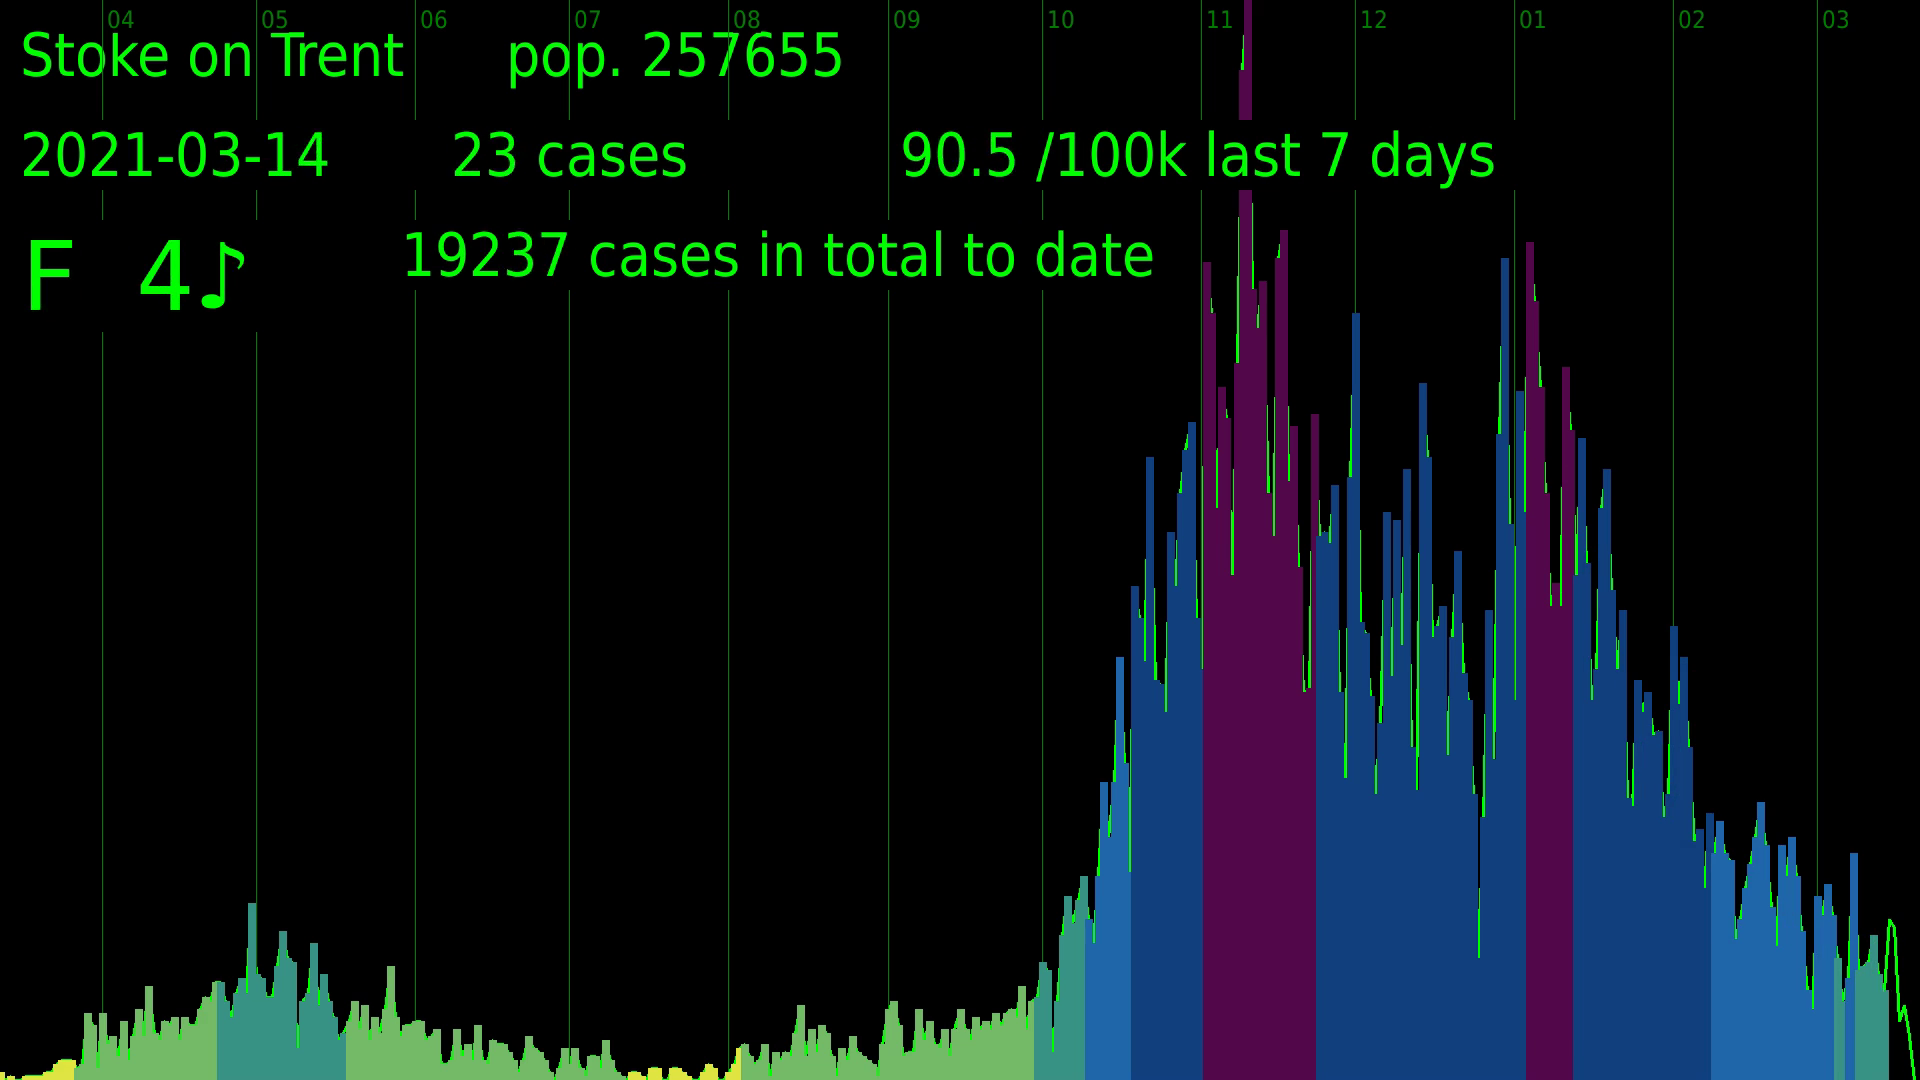 04 05 06 07 08 09 10 11 12 01 02 03
Stoke on Trent pop. 257655
2021-03-14 23 cases 90.5 /100k last 7 days
F 4♪ 19237 cases in total to date